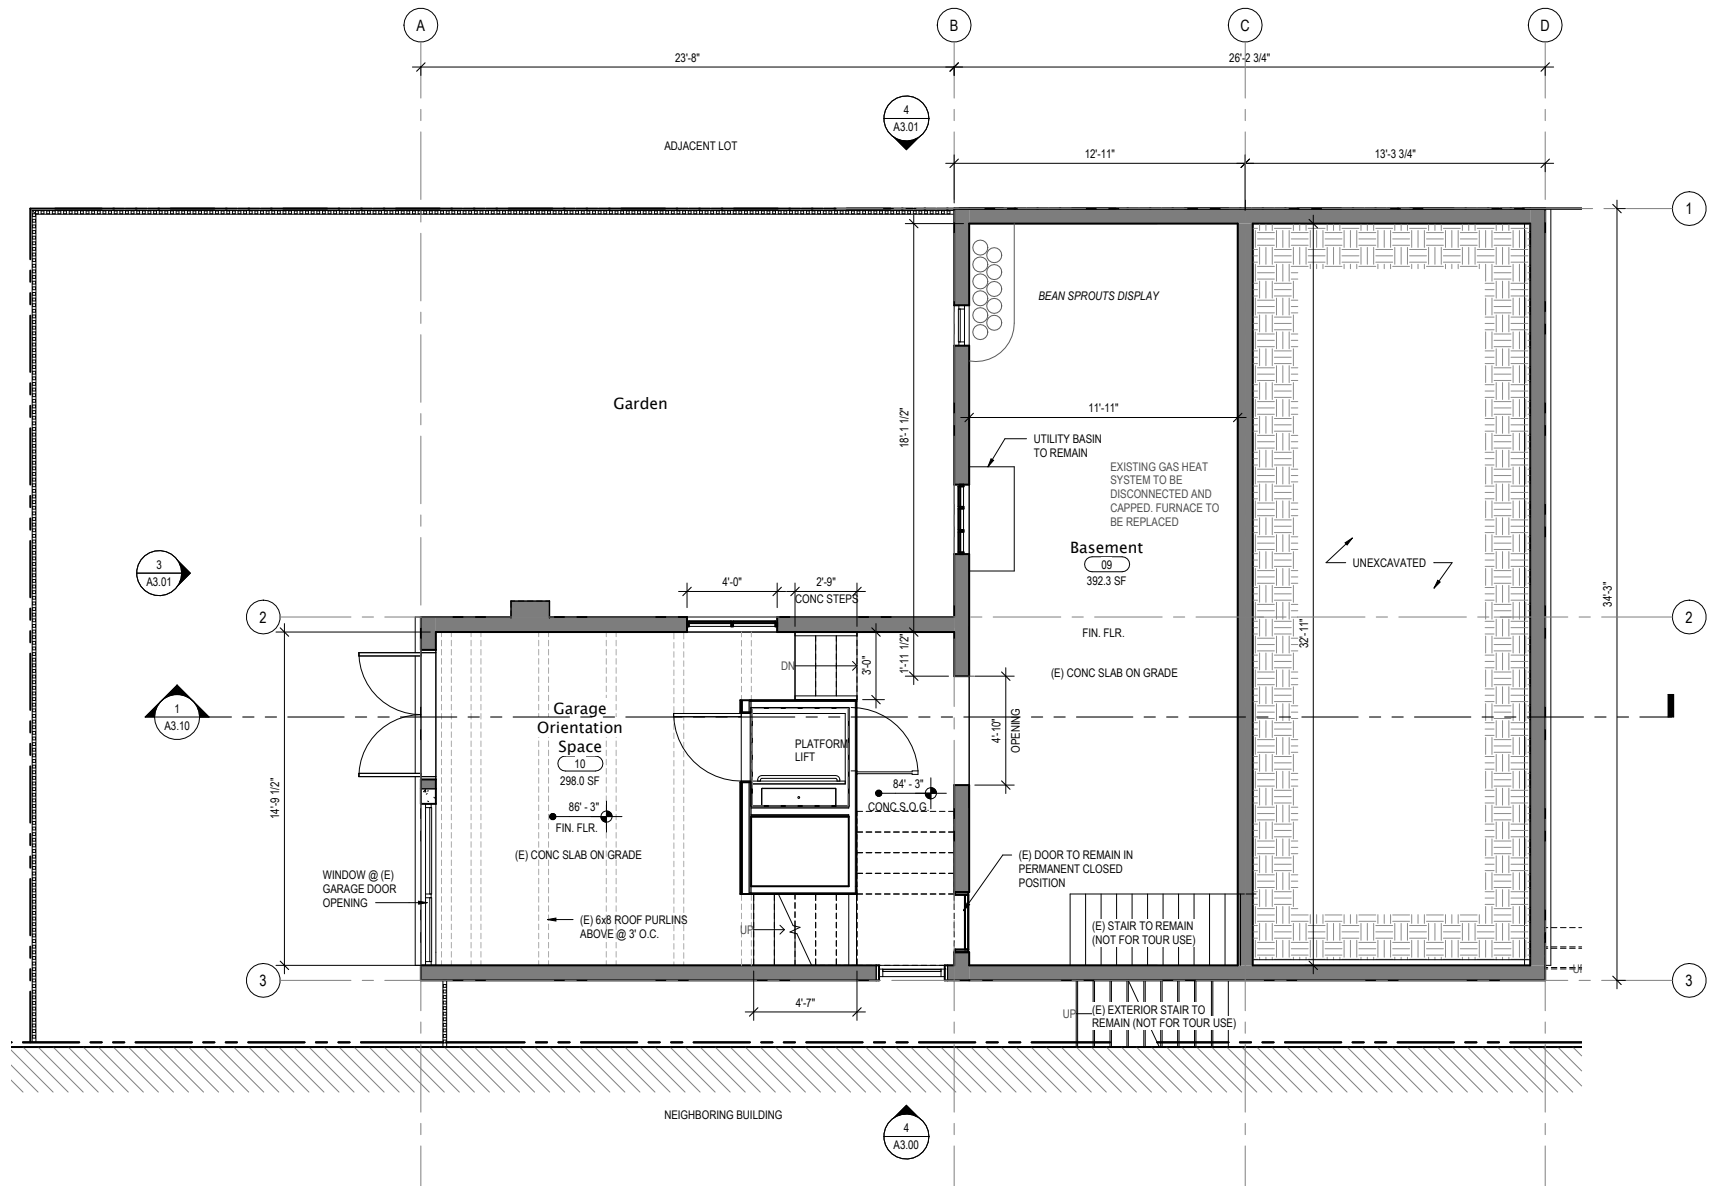 A
B
C
D
23'-8"
26'-2 3/4"
4
A3.01
ADJACENT LOT
12'-11"
13'-3 3/4"
1
BEAN SPROUTS DISPLAY
Garden
18'-1 1/2"
11'-11"
UTILITY BASIN
TO REMAIN
EXISTING GAS HEAT
SYSTEM TO BE
DISCONNECTED AND
CAPPED. FURNACE TO
BE REPLACED
Basement
09
392.3 SF
UNEXCAVATED
34'-3"
3
A3.01
4'-0"
2'-9"
CONC STEPS
2
2
FIN. FLR.
32'-11"
1'-11 1/2"
3'-0"
DN
(E) CONC SLAB ON GRADE
1
A3.10
Garage
Orientation
Space
10
298.0 SF
PLATFORM
LIFT
4'-10"
OPENING
14'-9 1/2"
86' - 3"
FIN. FLR.
84' - 3"
CONC S.O.G
(E) CONC SLAB ON GRADE
(E) DOOR TO REMAIN IN
PERMANENT CLOSED
POSITION
WINDOW @ (E)
GARAGE DOOR
OPENING
(E) 6x8 ROOF PURLINS
ABOVE @ 3' O.C.
UP
(E) STAIR TO REMAIN
(NOT FOR TOUR USE)
3
3
4'-7"
UP
(E) EXTERIOR STAIR TO
REMAIN (NOT FOR TOUR USE)
NEIGHBORING BUILDING
4
A3.00